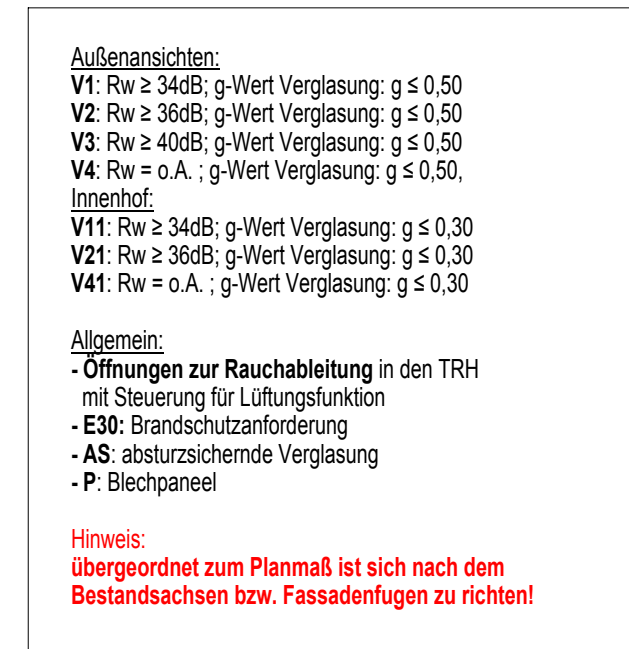 Außenansichten:
V1: Rw ≥ 34dB; g-Wert Verglasung: g ≤ 0,50
V2: Rw ≥ 36dB; g-Wert Verglasung: g ≤ 0,50
V3: Rw ≥ 40dB; g-Wert Verglasung: g ≤ 0,50
V4: Rw = o.A. ; g-Wert Verglasung: g ≤ 0,50,
Innenhof:
V11: Rw ≥ 34dB; g-Wert Verglasung: g ≤ 0,30
V21: Rw ≥ 36dB; g-Wert Verglasung: g ≤ 0,30
V41: Rw = o.A. ; g-Wert Verglasung: g ≤ 0,30
Allgemein:
- Öffnungen zur Rauchableitung in den TRH
mit Steuerung für Lüftungsfunktion
- E30: Brandschutzanforderung
- AS: absturzsichernde Verglasung
- P: Blechpaneel
Hinweis:
übergeordnet zum Planmaß ist sich nach dem
Bestandsachsen bzw. Fassadenfugen zu richten!